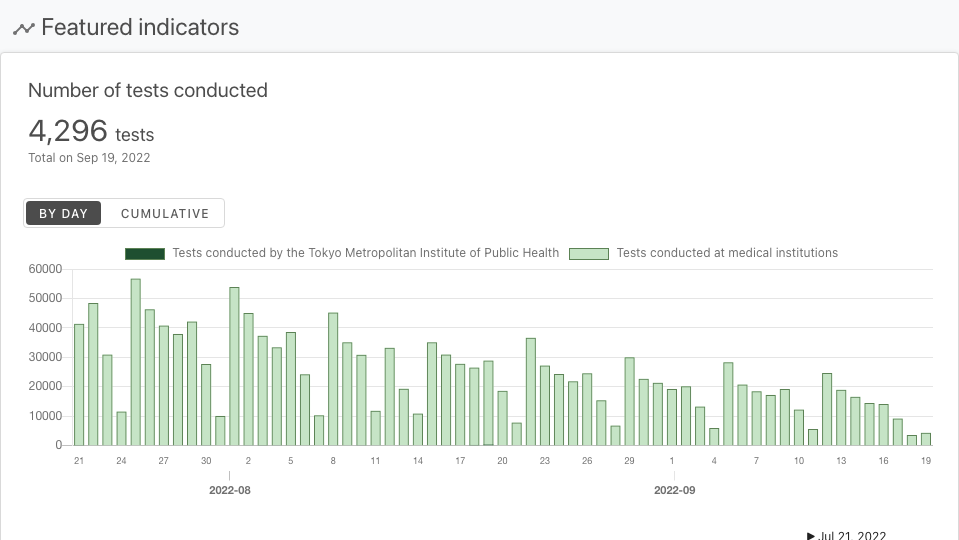 Featured indicators
Number of tests conducted
4,296 tests
Total on Sep 19, 2022
BY DAY CUMULATIVE
Tests conducted by the Tokyo Metropolitan Institute of Public Health Tests conducted at medical institutions
60000
50000
40000
30000
20000
10000
0
21 24 27 30 2 5 8 11 14 17 20 23 26 29 1 4 7 10 13 16 19
2022-08 2022-09
▶ Jul 21, 2022